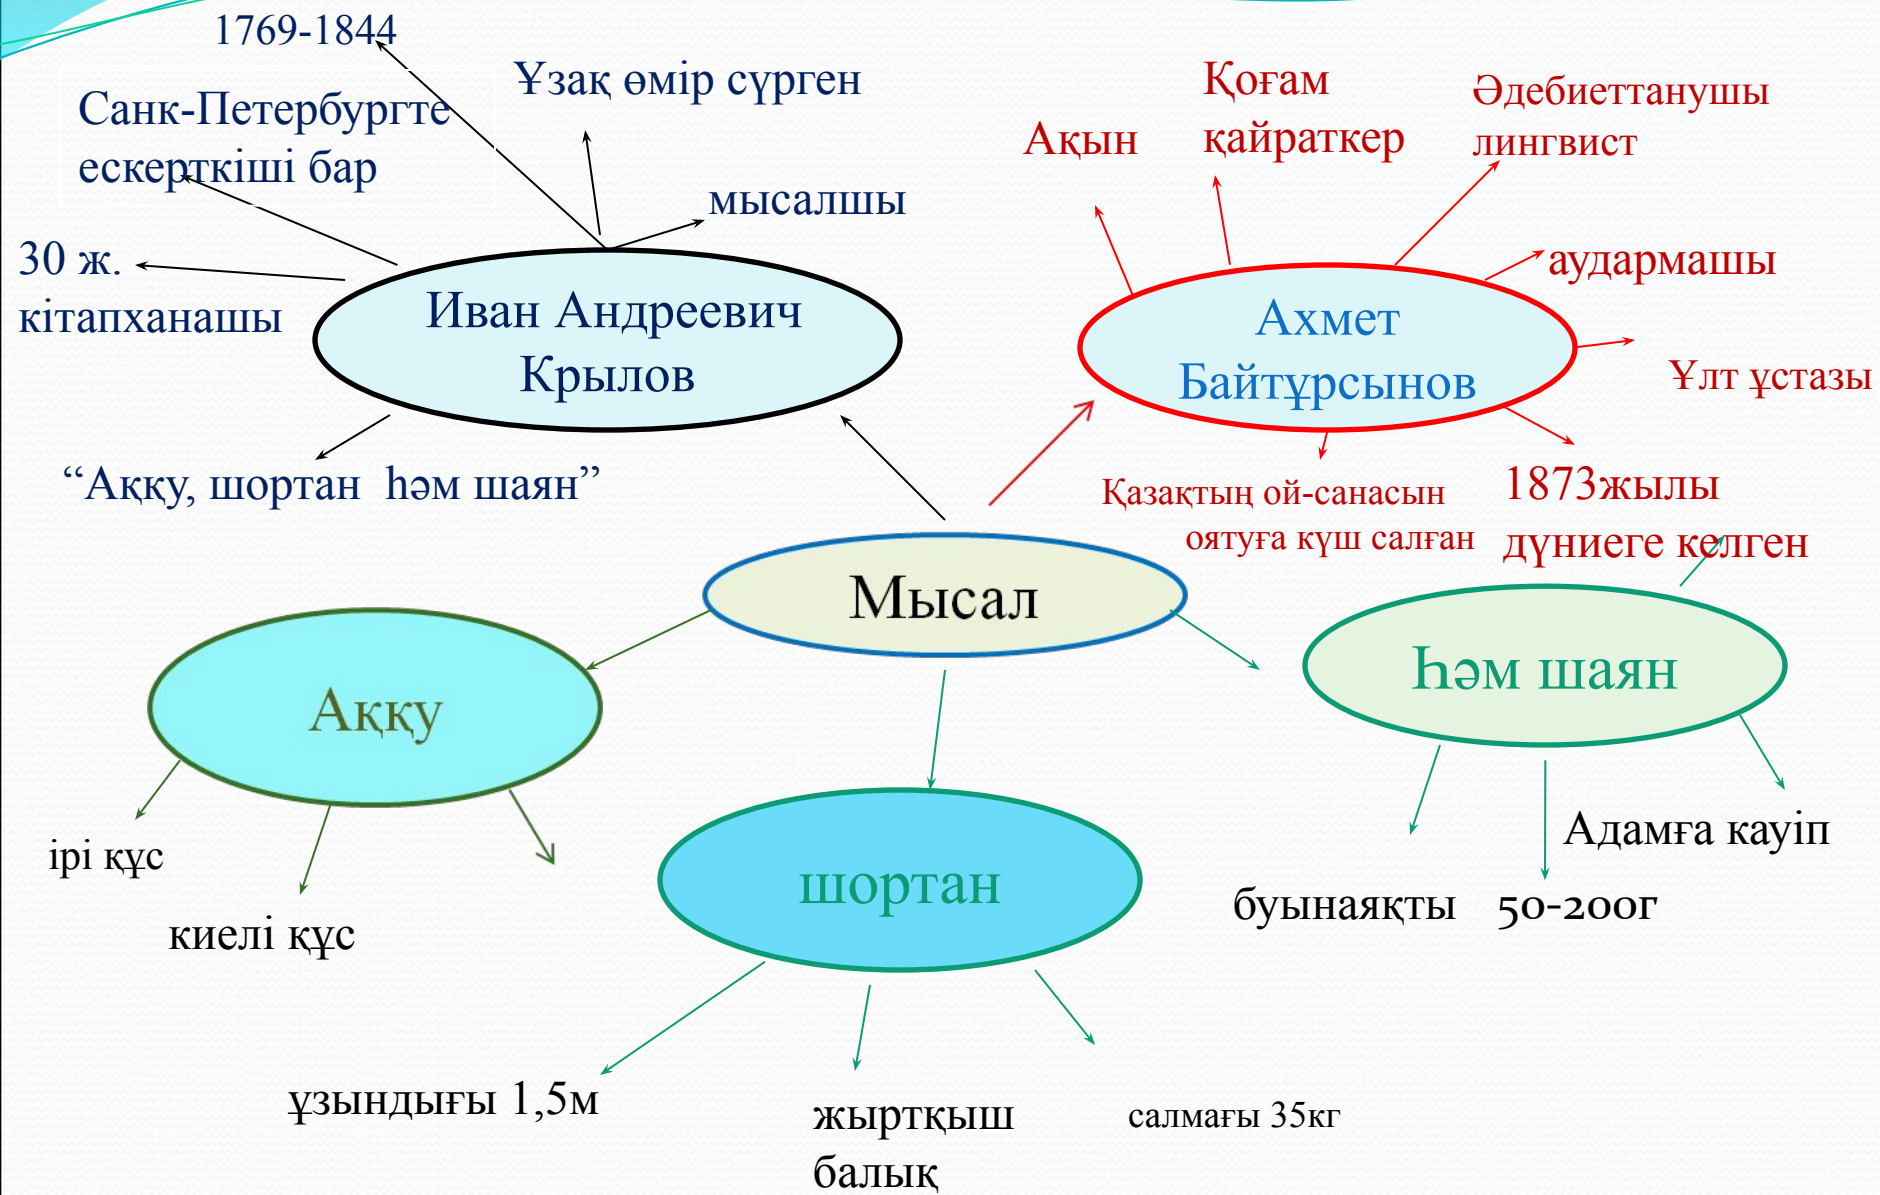 1769-1844
Санк-Петербургте
ескерткіші бар
Ұзақ өмір сүрген
мысалшы
30 ж.
кітапханашы
Иван Андреевич
Крылов
“Аққу, шортан һәм шаян”
Ақын
Қоғам
қайраткер
Әдебиеттанушы
лингвист
аудармашы
Ахмет
Байтұрсынов
Ұлт ұстазы
Қазақтың ой-санасын
оятуға күш салған
1873жылы
дүниеге келген
Мысал
Аққу
ірі құс
киелі құс
шортан
ұзындығы 1,5м
жыртқыш
балық
салмағы 35кг
Һәм шаян
буынаяқты
50-200г
Адамға кауіп